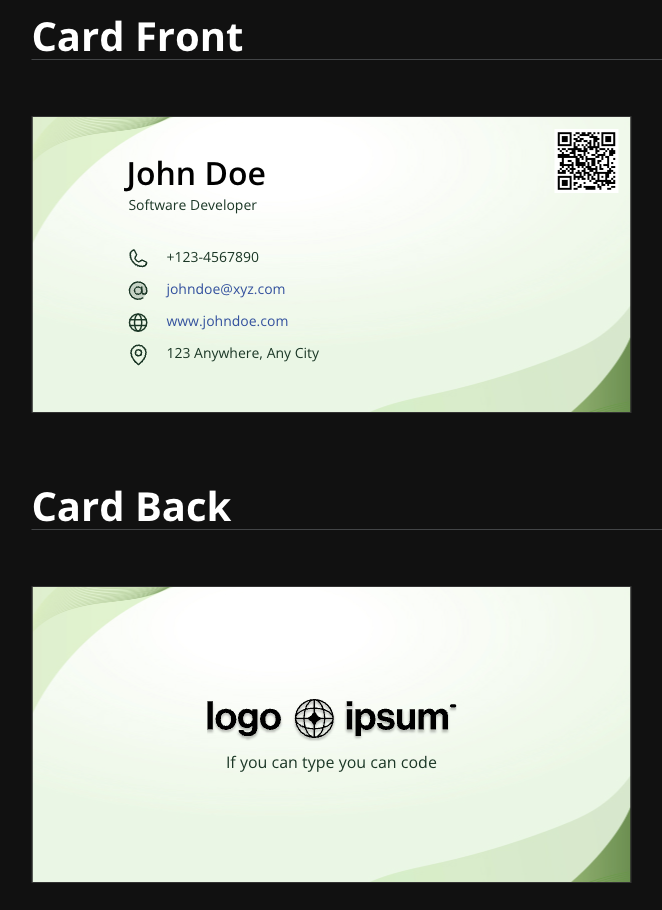 Card Front
John Doe
Software Developer
+123-4567890
johndoe@xyz.com
www.johndoe.com
123 Anywhere, Any City
Card Back
logo ipsum
If you can type you can code